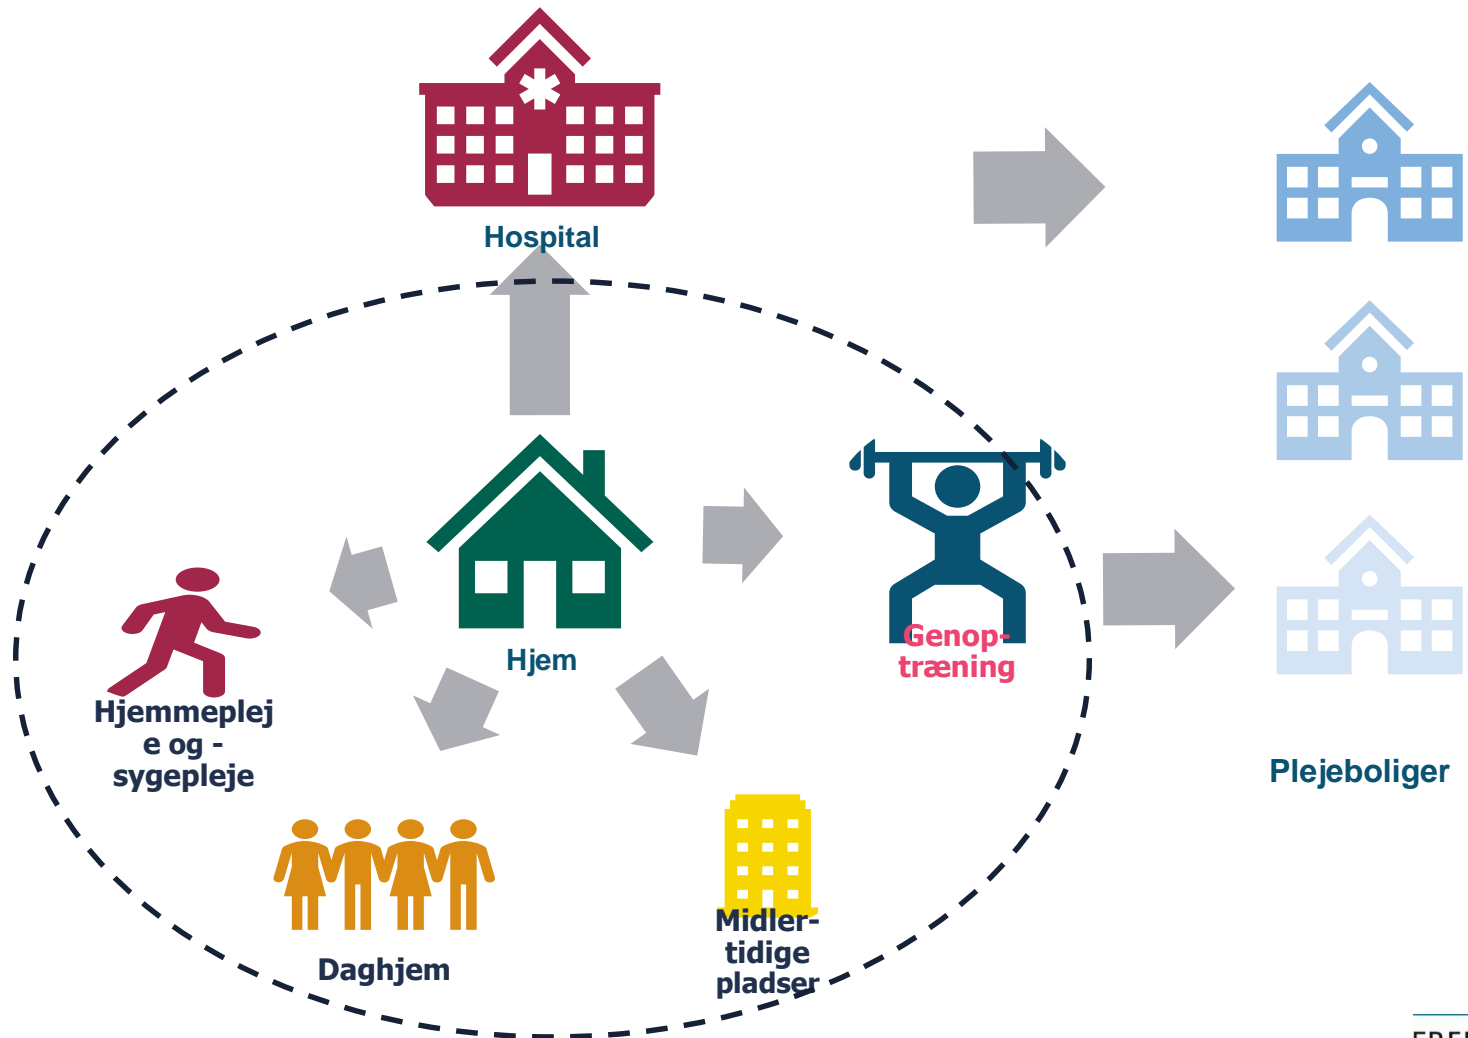 Hospital
Hjem
Genop-
træning
Hjemmeplej
e og -
sygepleje
Plejeboliger
Daghjem
Midler-
tidige
pladser